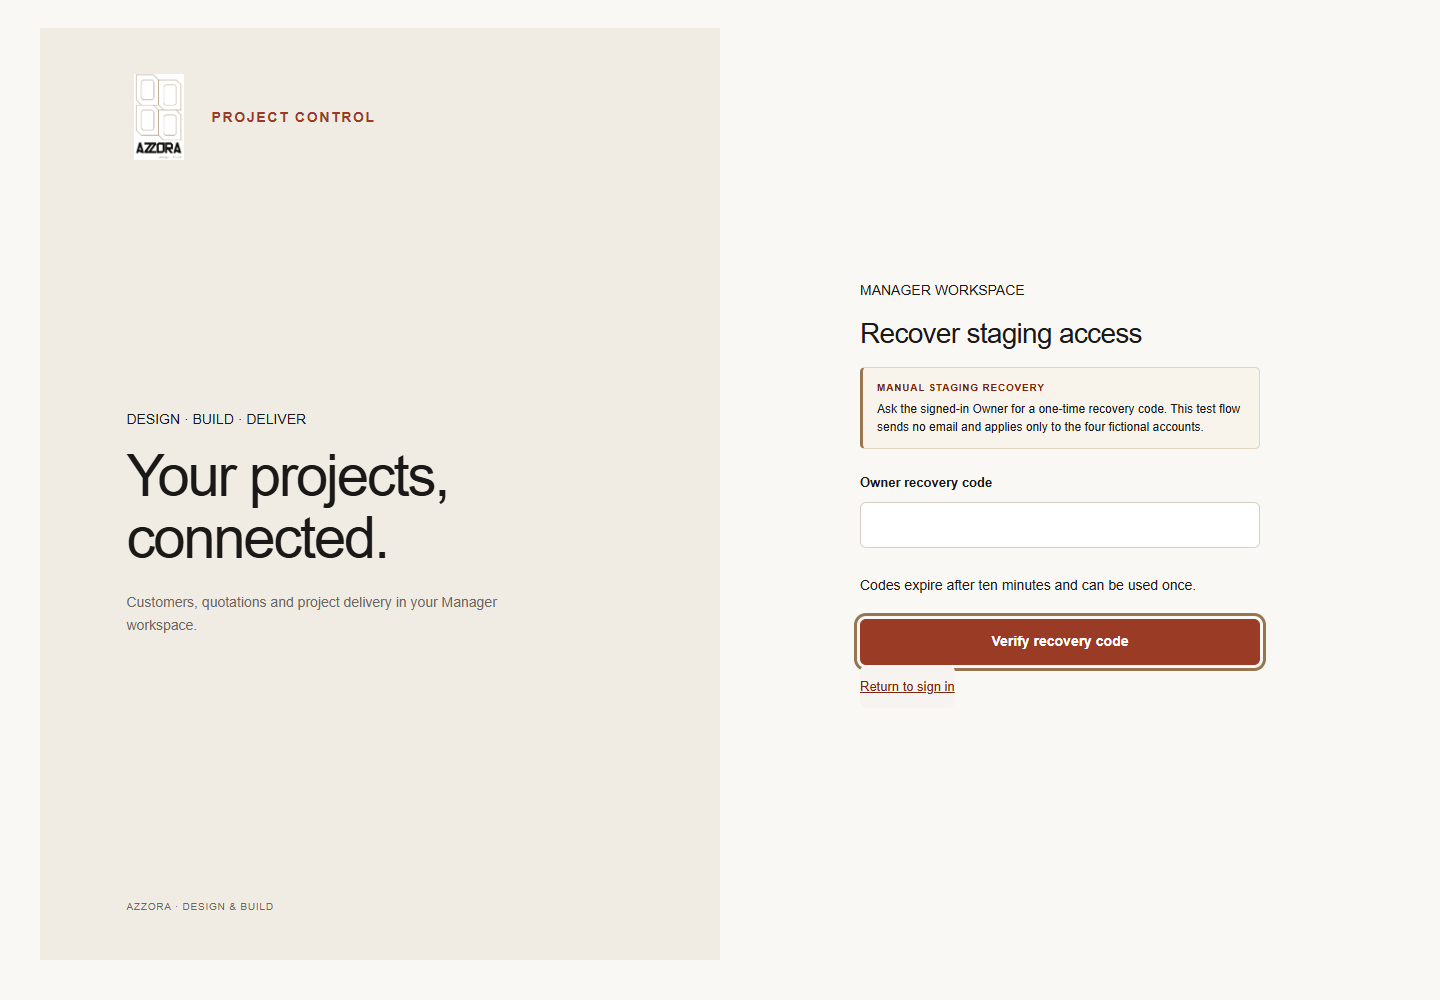 AZZORA
PROJECT CONTROL
DESIGN · BUILD · DELIVER
Your projects,
connected.
Customers, quotations and project delivery in your Manager
workspace.
AZZORA · DESIGN & BUILD
MANAGER WORKSPACE
Recover staging access
MANUAL STAGING RECOVERY
Ask the signed-in Owner for a one-time recovery code. This test flow
sends no email and applies only to the four fictional accounts.
Owner recovery code
Codes expire after ten minutes and can be used once.
Verify recovery code
Return to sign in